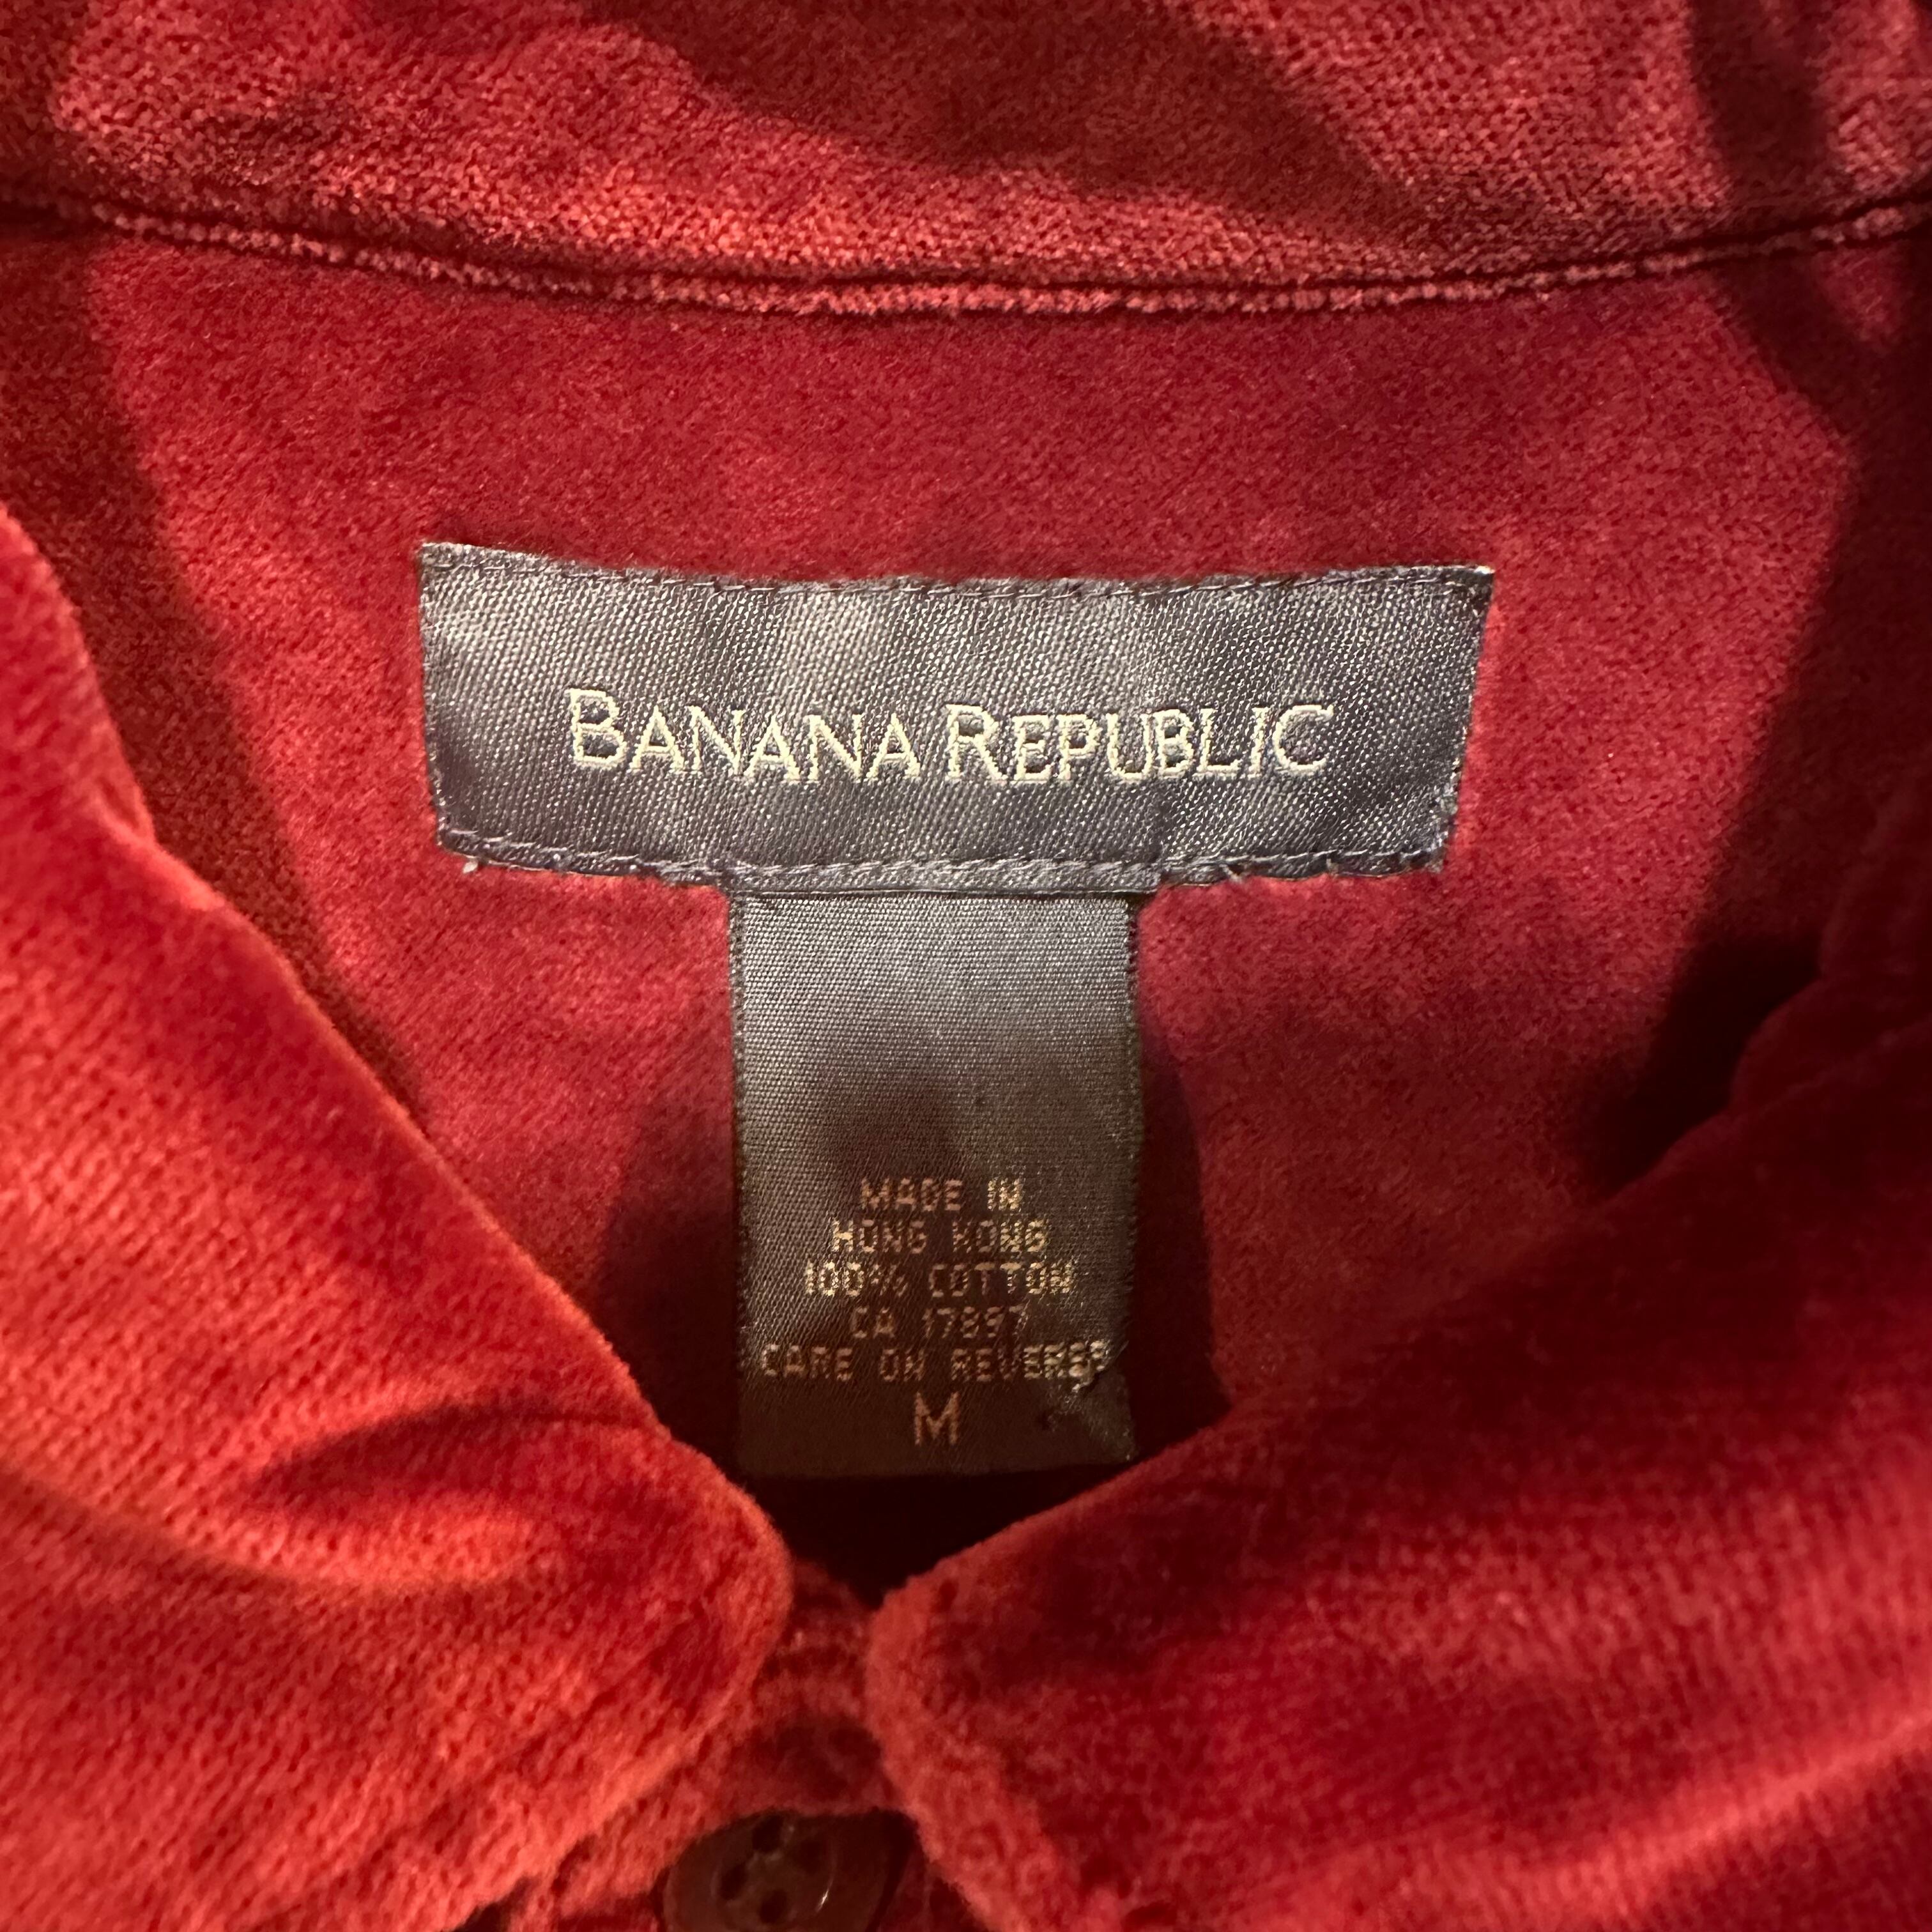 BANANA REPUBLIC
MADE IN
HONG KONG
100% COTTON
CA 17897
CARE ON REVERSE
M